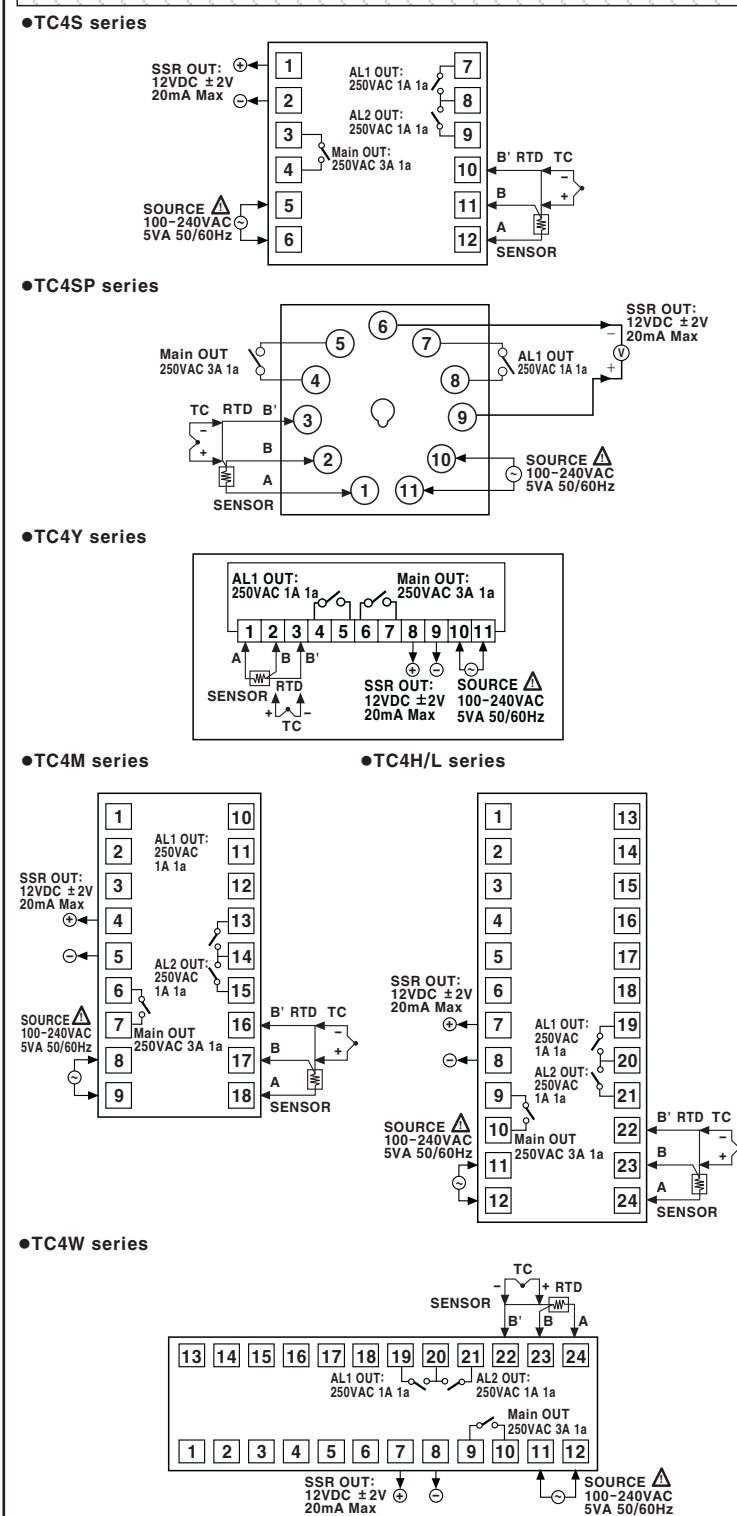 ●TC4S series
SSR OUT:
12VDC ±2V
20mA Max
+
−
1
2
3
4
5
6
Main OUT:
250VAC 3A 1a
SOURCE ⚠
100-240VAC
5VA 50/60Hz
AL1 OUT:
250VAC 1A 1a
AL2 OUT:
250VAC 1A 1a
7
8
9
10
11
12
B' RTD TC
−
B
+
A
SENSOR
●TC4SP series
Main OUT
250VAC 3A 1a
5
4
6
7
8
AL1 OUT
250VAC 1A 1a
SSR OUT:
12VDC ±2V
20mA Max
−
V
+
TC RTD B'
−
+
B
A
SENSOR
3
2
1
9
10
11
SOURCE ⚠
100-240VAC
5VA 50/60Hz
●TC4Y series
AL1 OUT:
250VAC 1A 1a
Main OUT:
250VAC 3A 1a
1 2 3 4 5 6 7 8 9 10 11
A B B'
SENSOR
RTD
+ −
TC
+ −
SSR OUT:
12VDC ±2V
20mA Max
SOURCE ⚠
100-240VAC
5VA 50/60Hz
●TC4M series
SSR OUT:
12VDC ±2V
20mA Max
+
−
1
2
3
4
5
6
7
8
9
SOURCE ⚠
100-240VAC
5VA 50/60Hz
Main OUT
250VAC 3A 1a
AL1 OUT:
250VAC
1A 1a
AL2 OUT:
250VAC
1A 1a
10
11
12
13
14
15
16
17
18
B' RTD TC
−
B
+
A
SENSOR
●TC4H/L series
SSR OUT:
12VDC ±2V
20mA Max
+
−
1
2
3
4
5
6
7
8
9
10
11
12
SOURCE ⚠
100-240VAC
5VA 50/60Hz
Main OUT
250VAC 3A 1a
AL1 OUT:
250VAC
1A 1a
AL2 OUT:
250VAC
1A 1a
13
14
15
16
17
18
19
20
21
22
23
24
B' RTD TC
−
B
+
A
SENSOR
●TC4W series
TC
− + RTD
SENSOR
B' B A
13 14 15 16 17 18 19 20 21 22 23 24
AL1 OUT:
250VAC 1A 1a
AL2 OUT:
250VAC 1A 1a
Main OUT
250VAC 3A 1a
1 2 3 4 5 6 7 8 9 10 11 12
SSR OUT:
12VDC ±2V
20mA Max
+ −
SOURCE ⚠
100-240VAC
5VA 50/60Hz